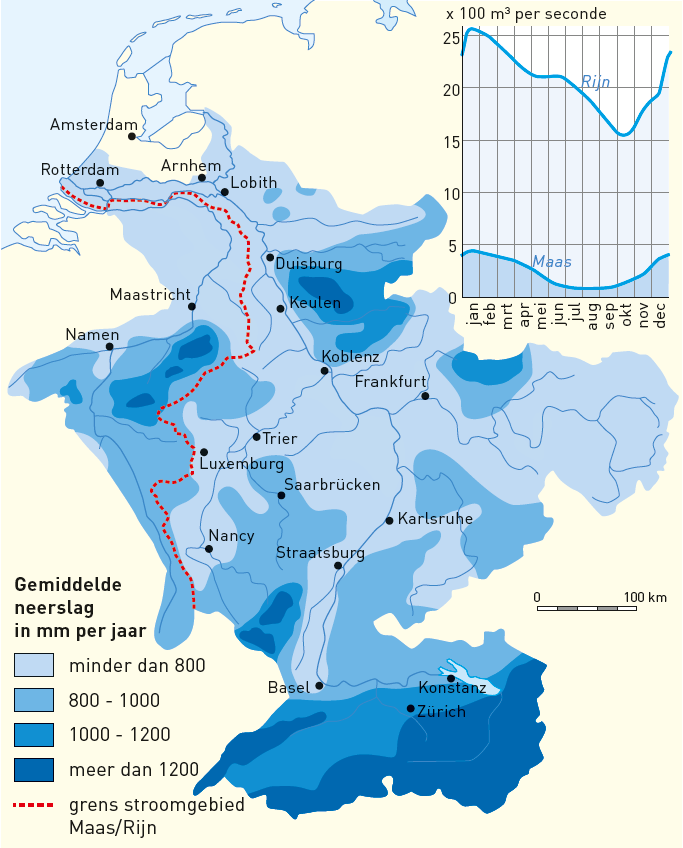 x 100 m³ per seconde
25
20
15
10
5
0
Rijn
Maas
jan
feb
mrt
apr
mei
jun
jul
aug
sep
okt
nov
dec
Amsterdam
Rotterdam
Arnhem
Lobith
Duisburg
Maastricht
Keulen
Namen
Koblenz
Frankfurt
Trier
Luxemburg
Saarbrücken
Karlsruhe
Nancy
Straatsburg
Basel
Konstanz
Zürich
0 100 km
Gemiddelde
neerslag
in mm per jaar
minder dan 800
800 - 1000
1000 - 1200
meer dan 1200
grens stroomgebied
Maas/Rijn